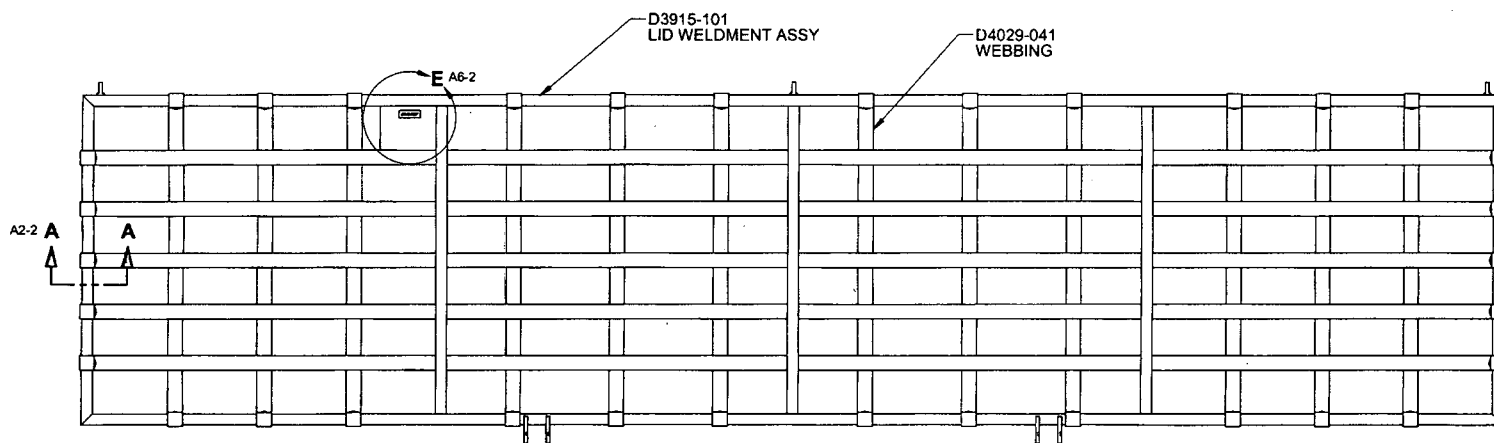 D3915-101
LID WELDMENT ASSY
D4029-041
WEBBING
E A6-2
A2-2 A A